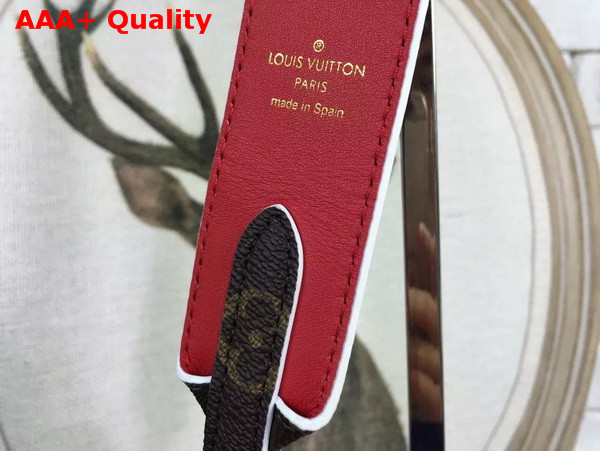 AAA+ Quality
LOUIS VUITTON
PARIS
made in Spain